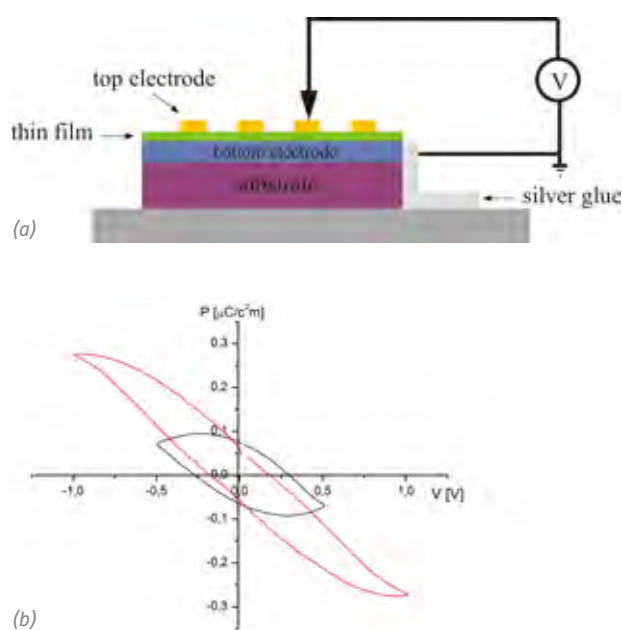 top electrode
V
thin film
bottom electrode
substrate
silver glue
(a)
P [μC/c²m]
0.3
0.2
0.1
0,0
-1,0
-0,5
0,0
0,5
1,0
V [V]
-0.1
-0.2
-0.3
(b)